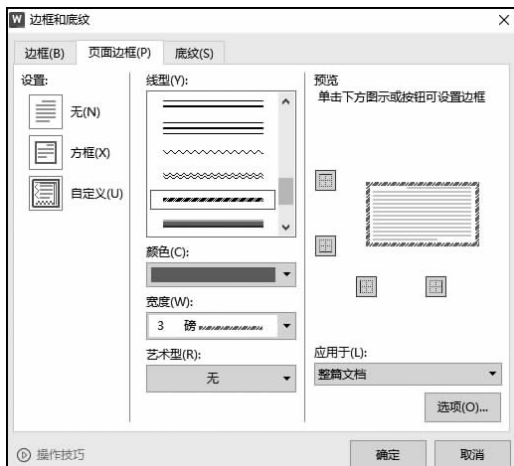 W 边框和底纹
边框(B) 页面边框(P) 底纹(S)
设置:
无(N)
方框(X)
自定义(U)
线型(Y):
颜色(C):
宽度(W):
3 磅
艺术型(R):
无
预览
单击下方图示或按钮可设置边框
应用于(L):
整篇文档
选项(O)...
操作技巧
确定 取消